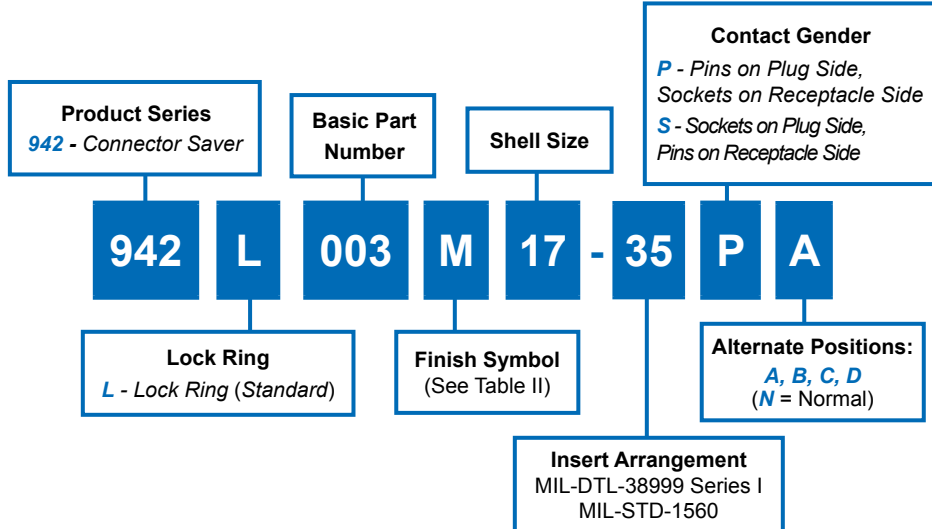 Contact Gender
P - Pins on Plug Side,
Sockets on Receptacle Side
S - Sockets on Plug Side,
Pins on Receptacle Side
Product Series
942 - Connector Saver
Basic Part
Number
Shell Size
942 L 003 M 17 - 35 P A
Lock Ring
L - Lock Ring (Standard)
Finish Symbol
(See Table II)
Alternate Positions:
A, B, C, D
(N = Normal)
Insert Arrangement
MIL-DTL-38999 Series I
MIL-STD-1560